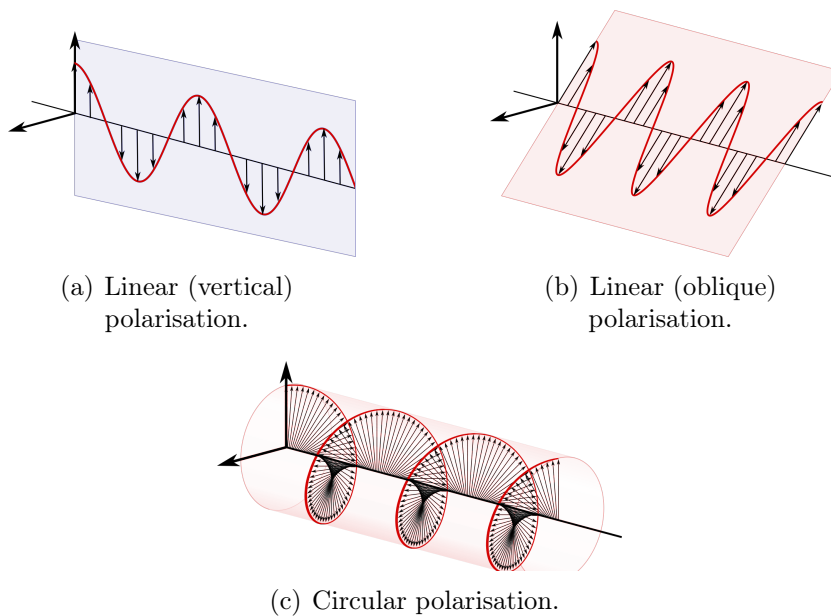 (a) Linear (vertical)
polarisation.
(b) Linear (oblique)
polarisation.
(c) Circular polarisation.